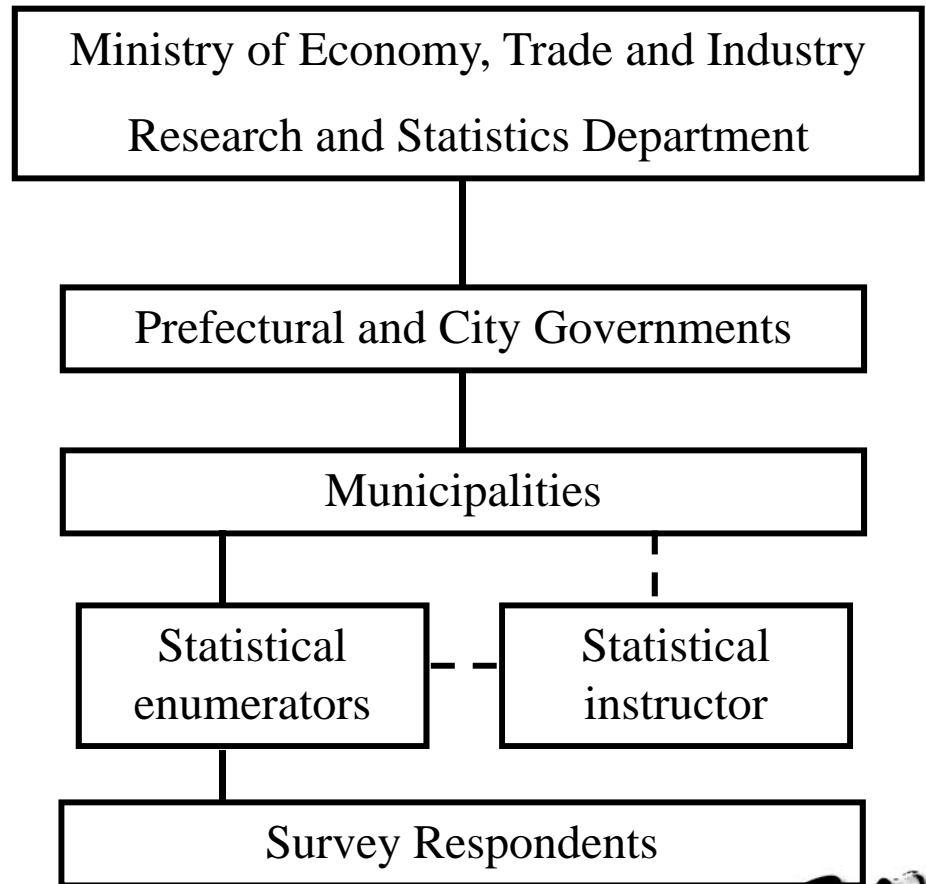 Ministry of Economy, Trade and Industry
Research and Statistics Department
Prefectural and City Governments
Municipalities
Statistical
enumerators
Statistical
instructor
Survey Respondents